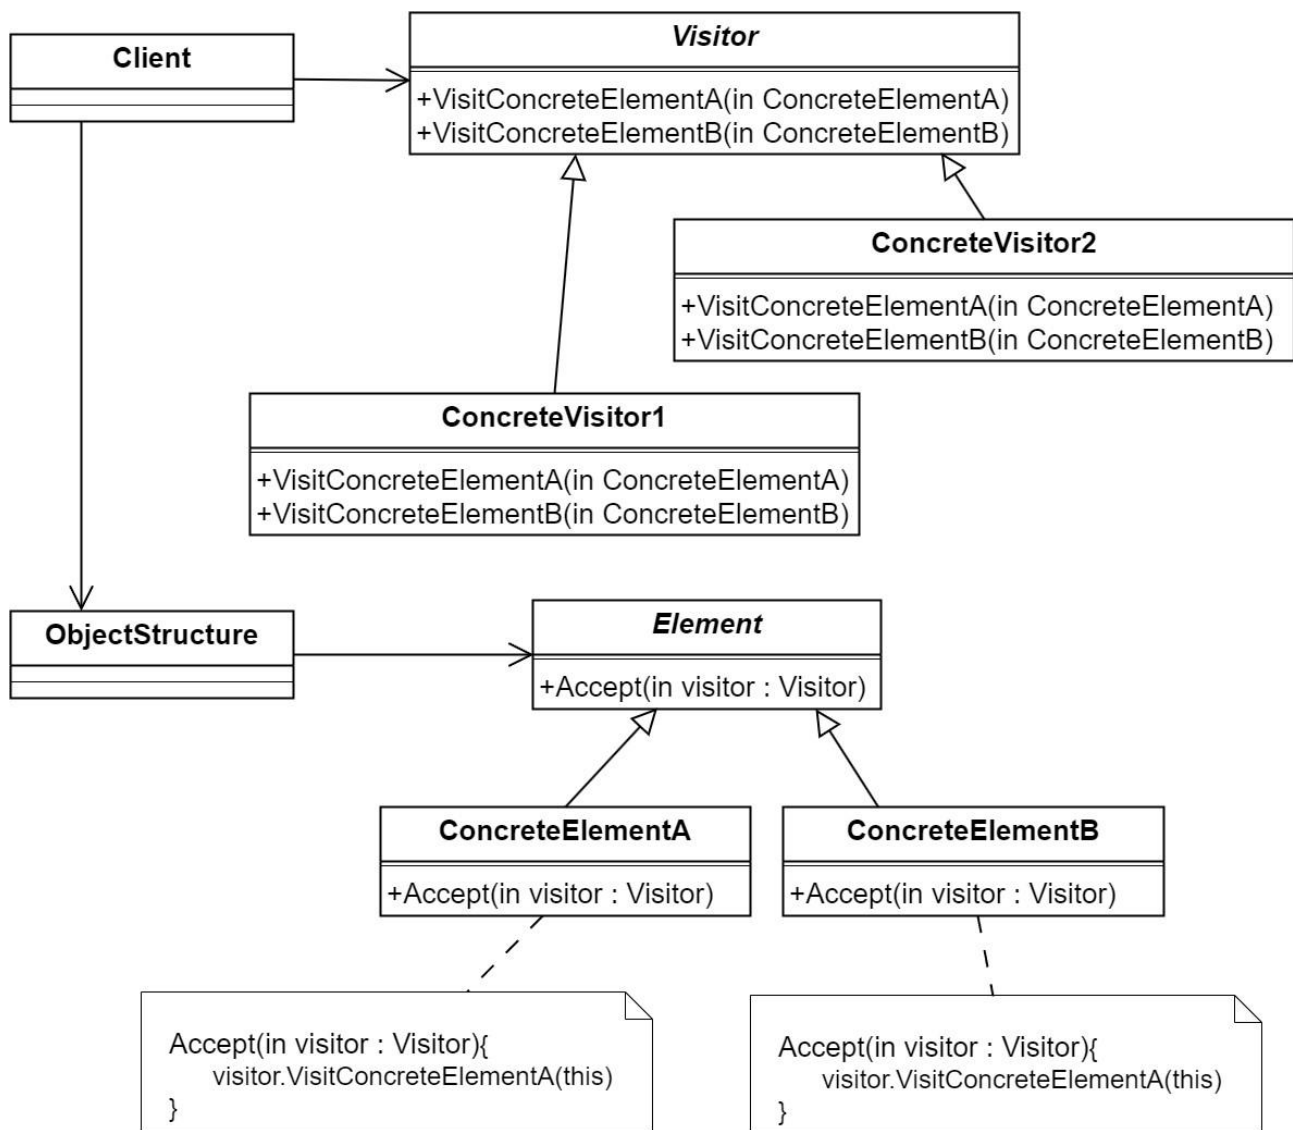 Client
Visitor
+VisitConcreteElementA(in ConcreteElementA)
+VisitConcreteElementB(in ConcreteElementB)
ConcreteVisitor2
+VisitConcreteElementA(in ConcreteElementA)
+VisitConcreteElementB(in ConcreteElementB)
ConcreteVisitor1
+VisitConcreteElementA(in ConcreteElementA)
+VisitConcreteElementB(in ConcreteElementB)
ObjectStructure
Element
+Accept(in visitor : Visitor)
ConcreteElementA
+Accept(in visitor : Visitor)
ConcreteElementB
+Accept(in visitor : Visitor)
Accept(in visitor : Visitor){
visitor.VisitConcreteElementA(this)
}
Accept(in visitor : Visitor){
visitor.VisitConcreteElementA(this)
}